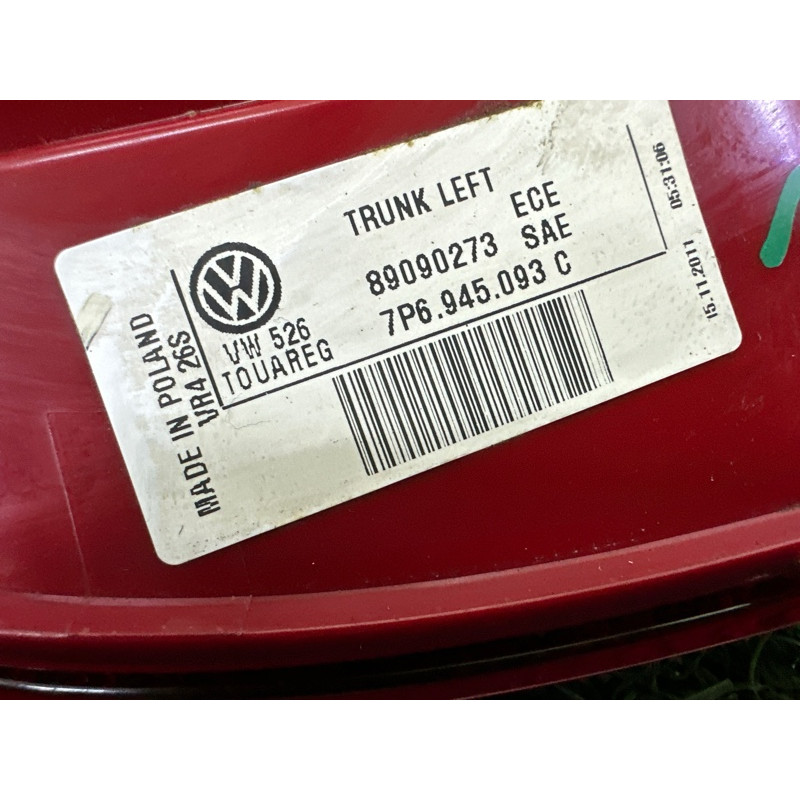 TRUNK LEFT
ECE
89090273 SAE
7P6.945.093 C
VW 526
TOUAREG
MADE IN POLAND
VR4 26S
15.11.2011 05:31:06